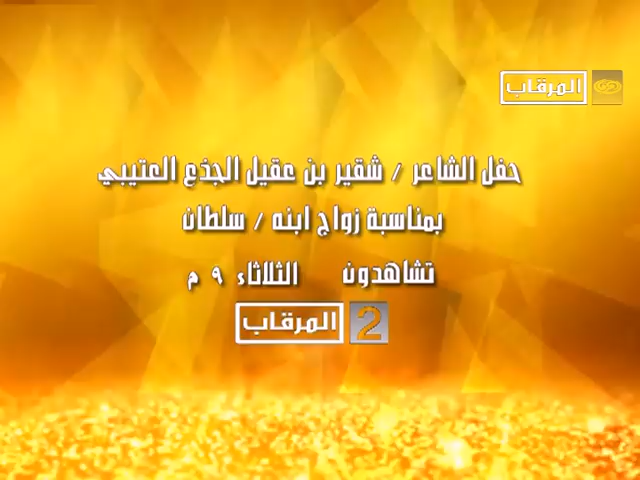 المرقاب
حفل الشاعر / شقير بن عقيل الجذع العتيبي
بمناسبة زواج ابنه / سلطان
تشاهدون الثلاثاء ٩ م
المرقاب 2